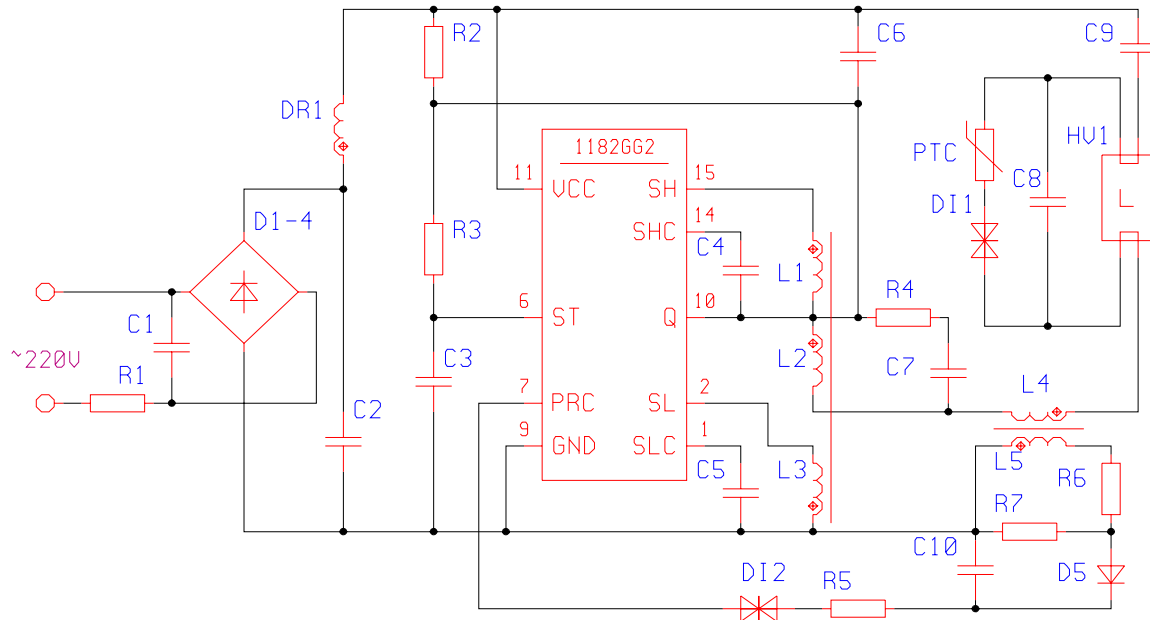 R2
C6
C9
DR1
1182GG2
PTC
HV1
11
VCC
SH
15
D1-4
SHC
14
C8
DI1
R3
C4
L1
L
6
ST
Q
10
R4
C1
~220V
R1
C3
L2
C7
7
PRC
SL
2
L4
C2
9
GND
SLC
1
C5
L3
L5
R6
R7
C10
DI2
R5
D5